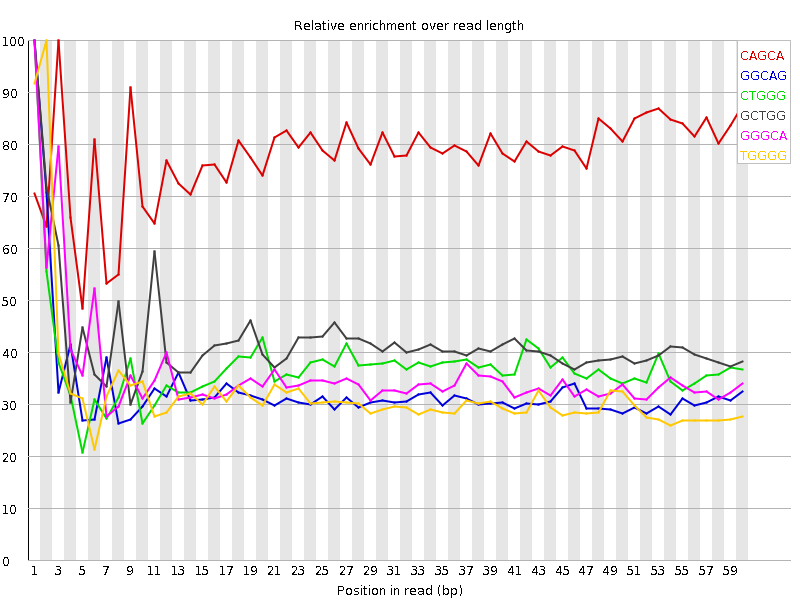 Relative enrichment over read length
100
90
80
70
60
50
40
30
20
10
0
CAGCA
GGCAG
CTGGG
GCTGG
GGGCA
TGGGG
1 3 5 7 9 11 13 15 17 19 21 23 25 27 29 31 33 35 37 39 41 43 45 47 49 51 53 55 57 59
Position in read (bp)